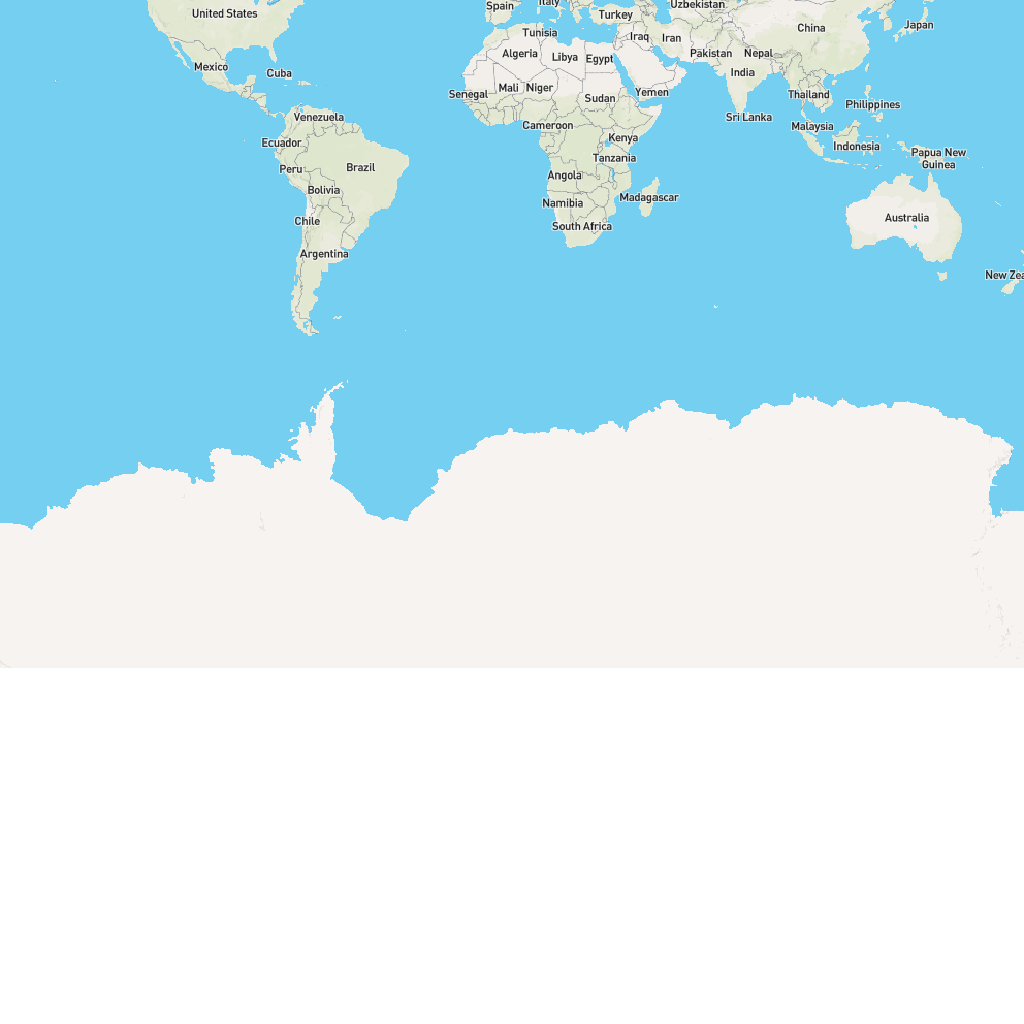 Spain
Italy
Uzbekistan
United States
Turkey
Japan
China
Tunisia
Iraq
Iran
Algeria
Libya
Egypt
Pakistan
Nepal
Mexico
Cuba
India
Mali
Niger
Senegal
Sudan
Yemen
Thailand
Philippines
Venezuela
Sri Lanka
Cameroon
Malaysia
Ecuador
Kenya
Indonesia
Papua New
Guinea
Tanzania
Peru
Brazil
Angola
Bolivia
Madagascar
Namibia
Chile
Australia
South Africa
Argentina
New Zea